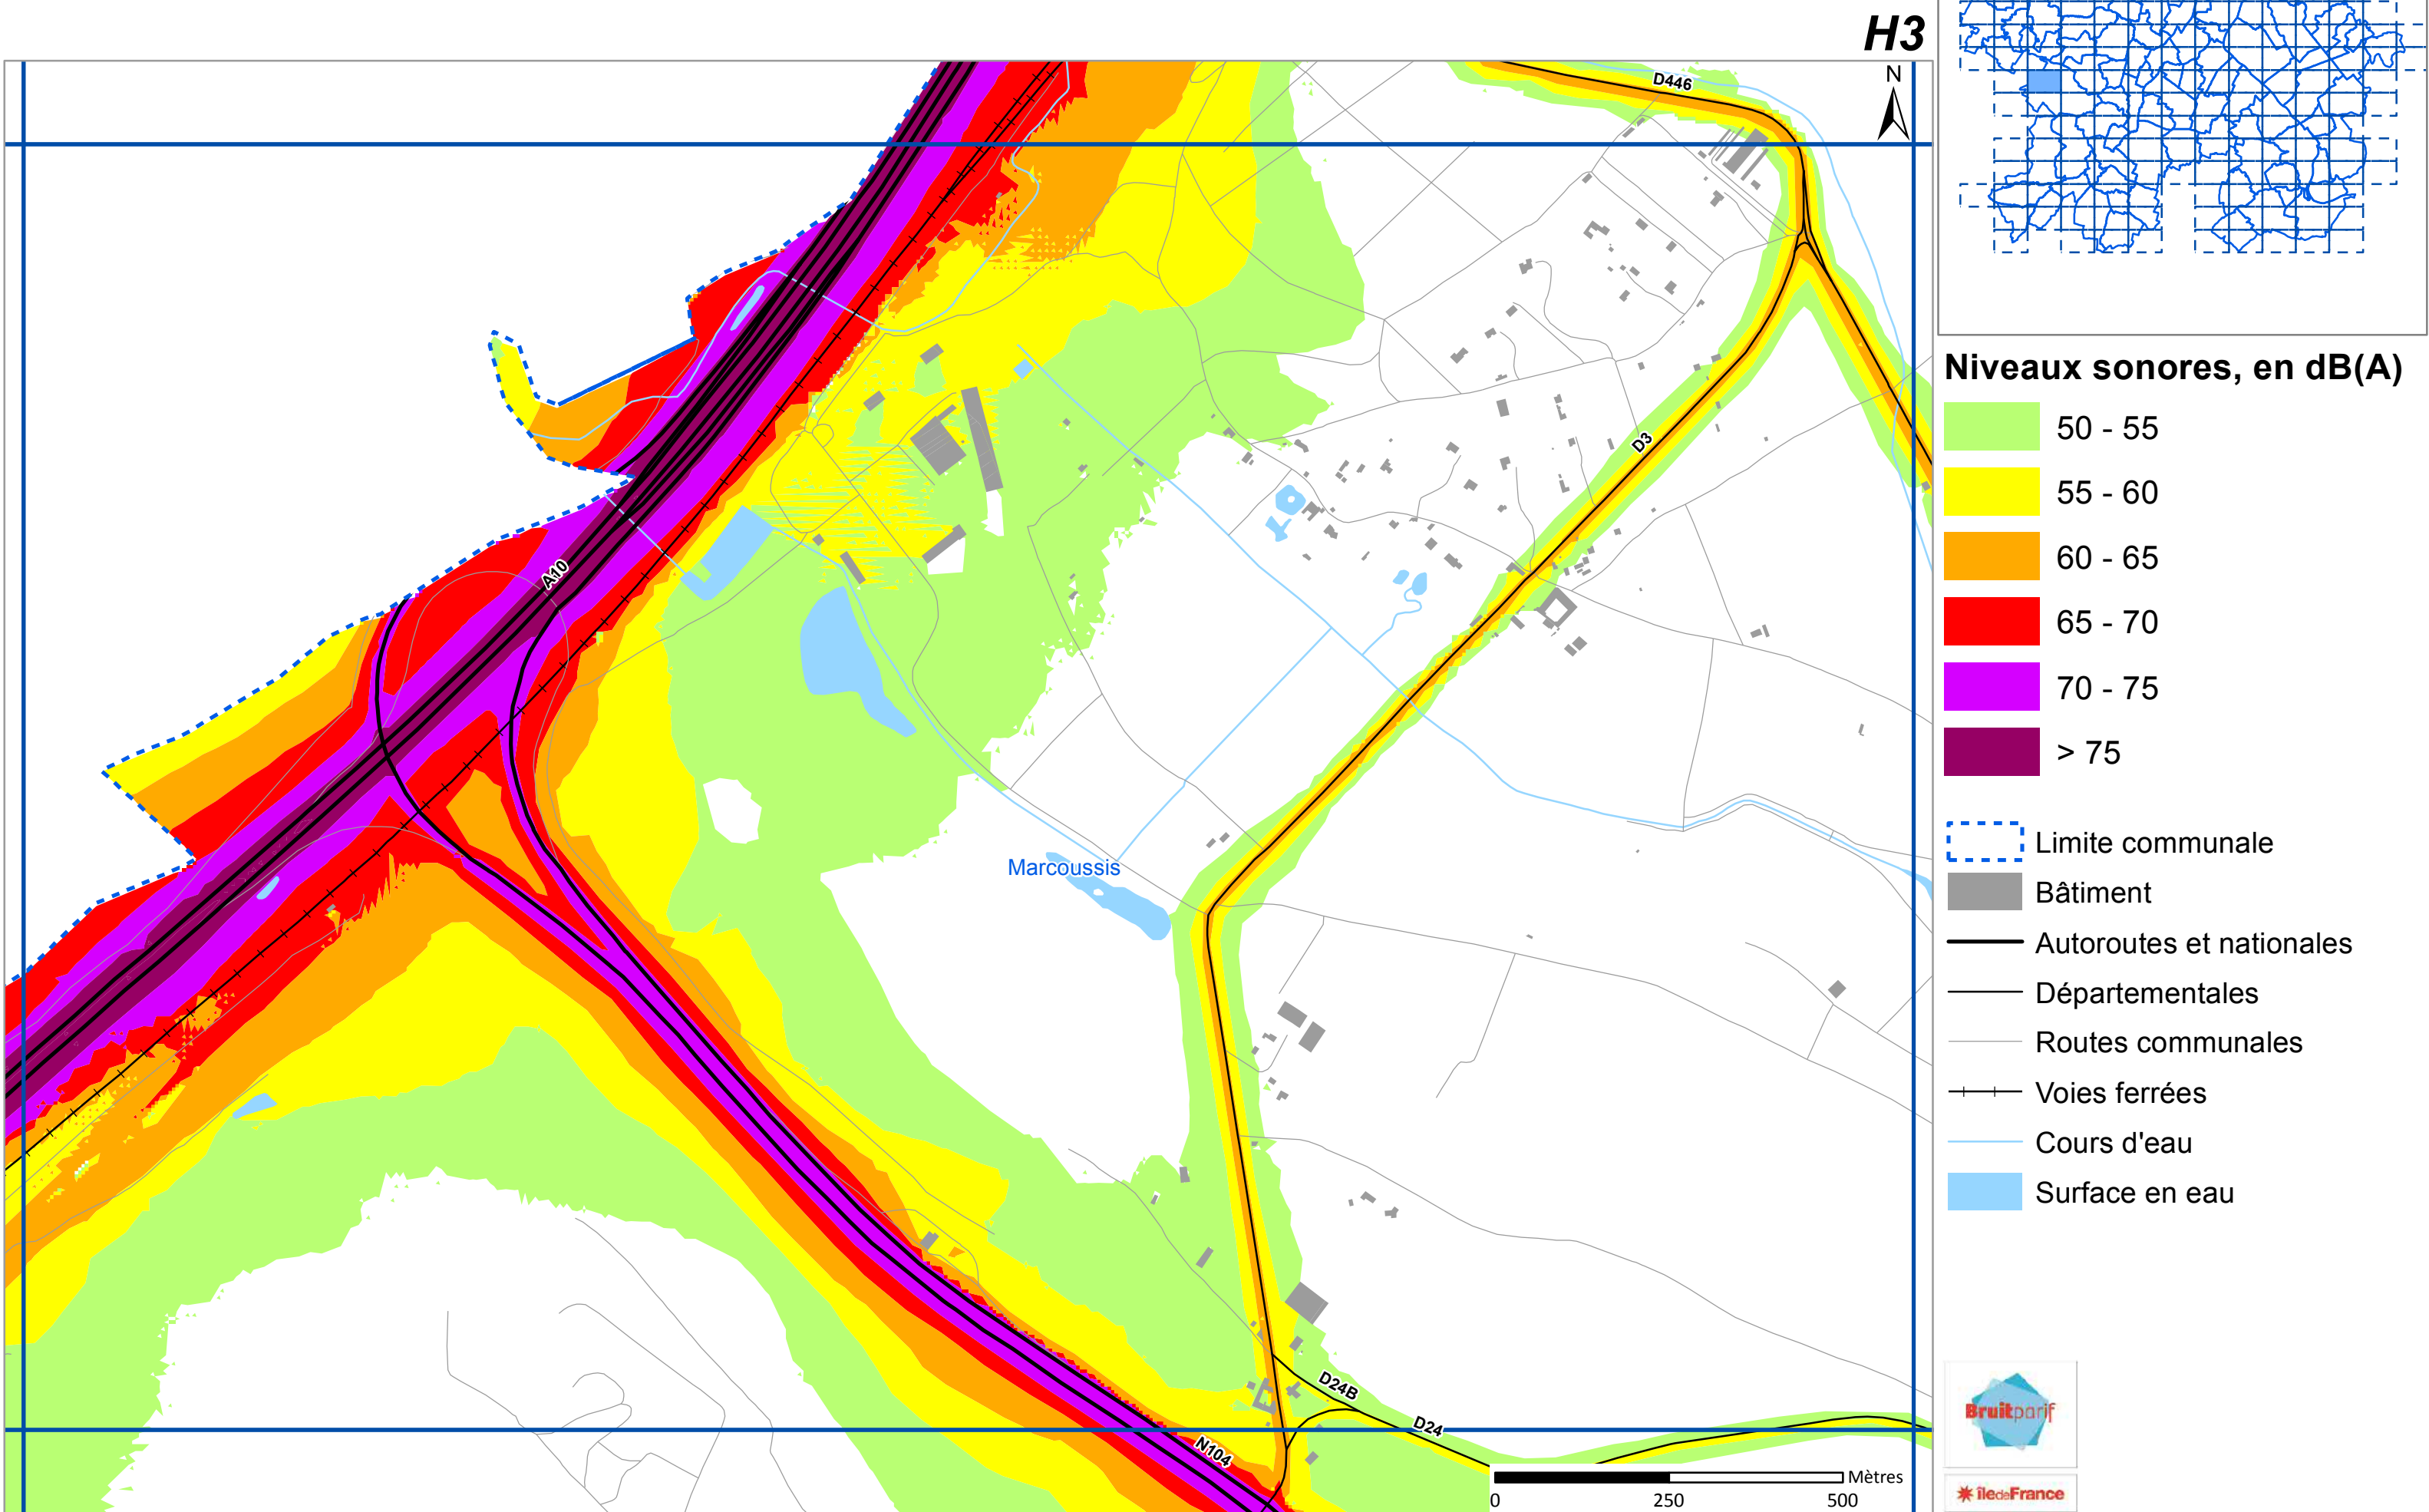 H3
N
D446
D3
A10
Marcoussis
D24B
D24
N104
Mètres
0 250 500
Niveaux sonores, en dB(A)
50 - 55
55 - 60
60 - 65
65 - 70
70 - 75
> 75
Limite communale
Bâtiment
Autoroutes et nationales
Départementales
Routes communales
Voies ferrées
Cours d'eau
Surface en eau
Bruitparif
îledeFrance